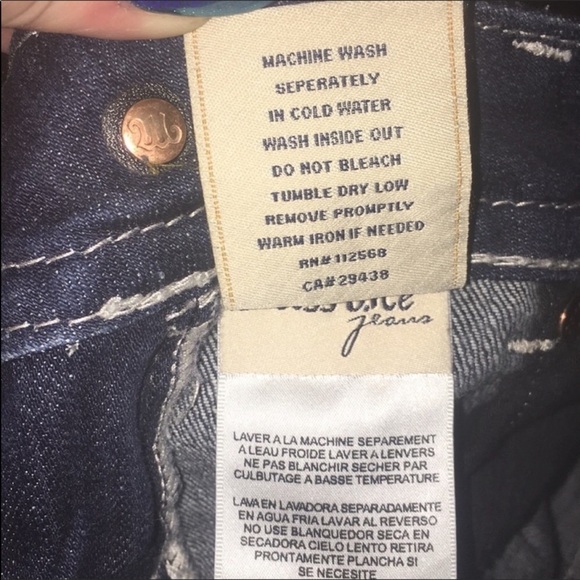 MACHINE WASH
SEPERATELY
IN COLD WATER
WASH INSIDE OUT
DO NOT BLEACH
TUMBLE DRY LOW
REMOVE PROMPTLY
WARM IRON IF NEEDED
RN# 112568
CA# 29438
jeans
LAVER A LA MACHINE SEPAREMENT
A LEAU FROIDE LAVER A LENVERS
NE PAS BLANCHIR SECHER PAR
CULBUTAGE A BASSE TEMPERATURE
LAVA EN LAVADORA SEPARADAMENTE
EN AGUA FRIA LAVAR AL REVERSO
NO USE BLANQUEDOR SECA EN
SECADORA CIELO LENTO RETIRA
PRONTAMENTE PLANCHA SI
SE NECESITE